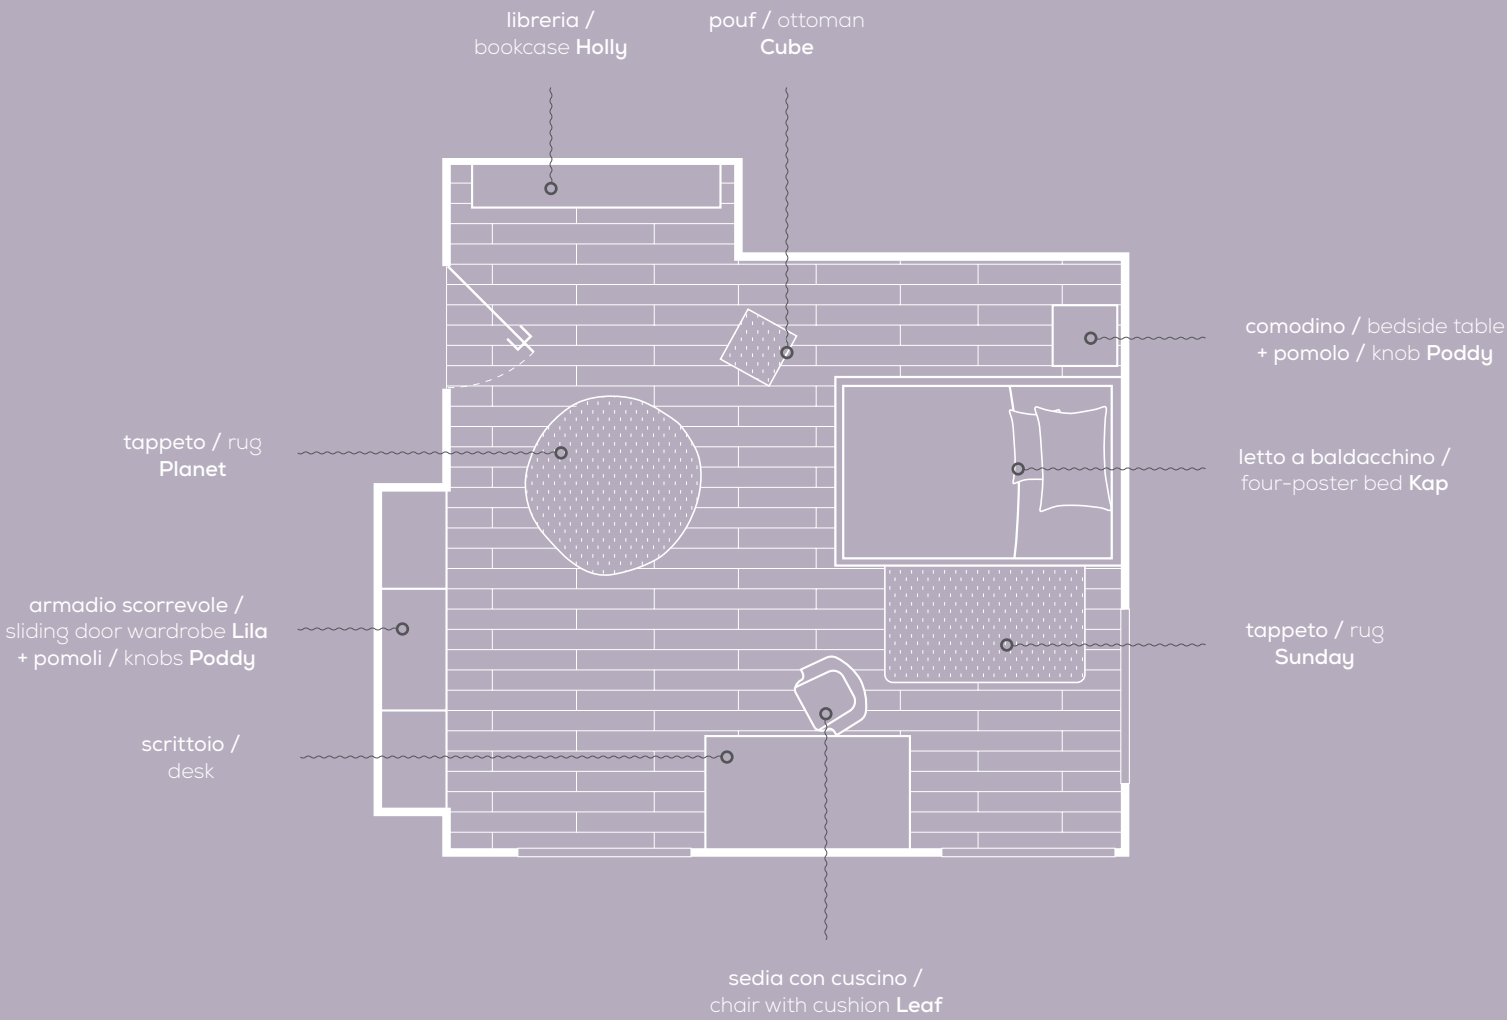 libreria /
bookcase Holly
pouf / ottoman
Cube
comodino / bedside table
+ pomolo / knob Poddy
tappeto / rug
Planet
letto a baldacchino /
four-poster bed Kap
armadio scorrevole /
sliding door wardrobe Lila
+ pomoli / knobs Poddy
tappeto / rug
Sunday
scrittoio /
desk
sedia con cuscino /
chair with cushion Leaf